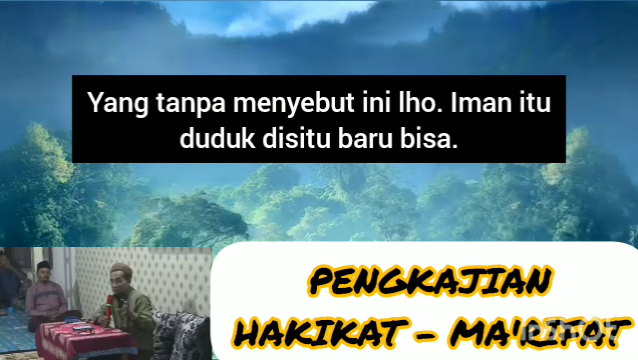 Yang tanpa menyebut ini lho. Iman itu
duduk disitu baru bisa.
PENGKAJIAN
HAKIKAT - MA'RIFAT